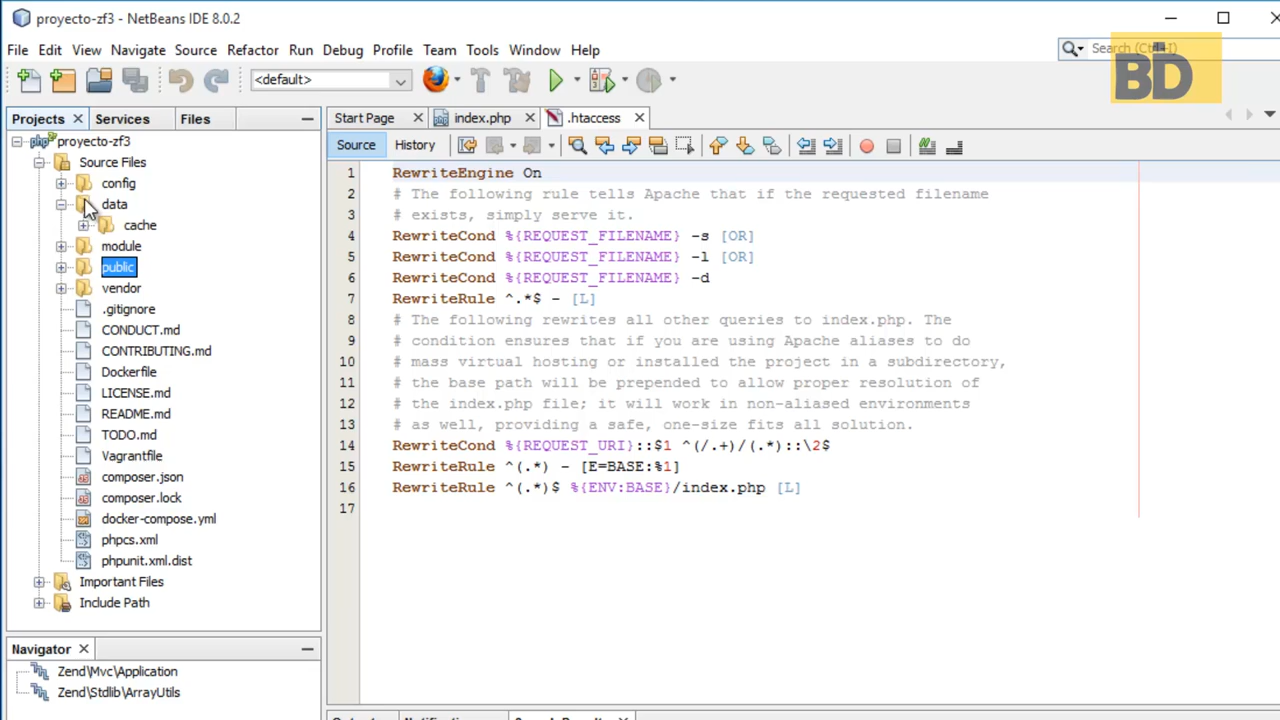 proyecto-zf3 - NetBeans IDE 8.0.2
File Edit View Navigate Source Refactor Run Debug Profile Team Tools Window Help
Search (Ctrl+I)
BD
<default>
Projects Services Files
Start Page index.php .htaccess
proyecto-zf3
Source Files
config
data
cache
module
public
vendor
.gitignore
CONDUCT.md
CONTRIBUTING.md
Dockerfile
LICENSE.md
README.md
TODO.md
Vagrantfile
composer.json
composer.lock
docker-compose.yml
phpcs.xml
phpunit.xml.dist
Important Files
Include Path
Navigator
Zend\Mvc\Application
Zend\Stdlib\ArrayUtils
Source History
1 RewriteEngine On
2 # The following rule tells Apache that if the requested filename
3 # exists, simply serve it.
4 RewriteCond %{REQUEST_FILENAME} -s [OR]
5 RewriteCond %{REQUEST_FILENAME} -l [OR]
6 RewriteCond %{REQUEST_FILENAME} -d
7 RewriteRule ^.*$ - [L]
8 # The following rewrites all other queries to index.php. The
9 # condition ensures that if you are using Apache aliases to do
10 # mass virtual hosting or installed the project in a subdirectory,
11 # the base path will be prepended to allow proper resolution of
12 # the index.php file; it will work in non-aliased environments
13 # as well, providing a safe, one-size fits all solution.
14 RewriteCond %{REQUEST_URI}::$1 ^(/.+)/(.*)::\2$
15 RewriteRule ^(.*) - [E=BASE:%1]
16 RewriteRule ^(.*)$ %{ENV:BASE}/index.php [L]
17